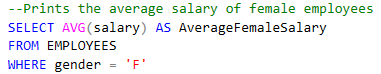 --Prints the average salary of female employees
SELECT AVG(salary) AS AverageFemaleSalary
FROM EMPLOYEES
WHERE gender = 'F'